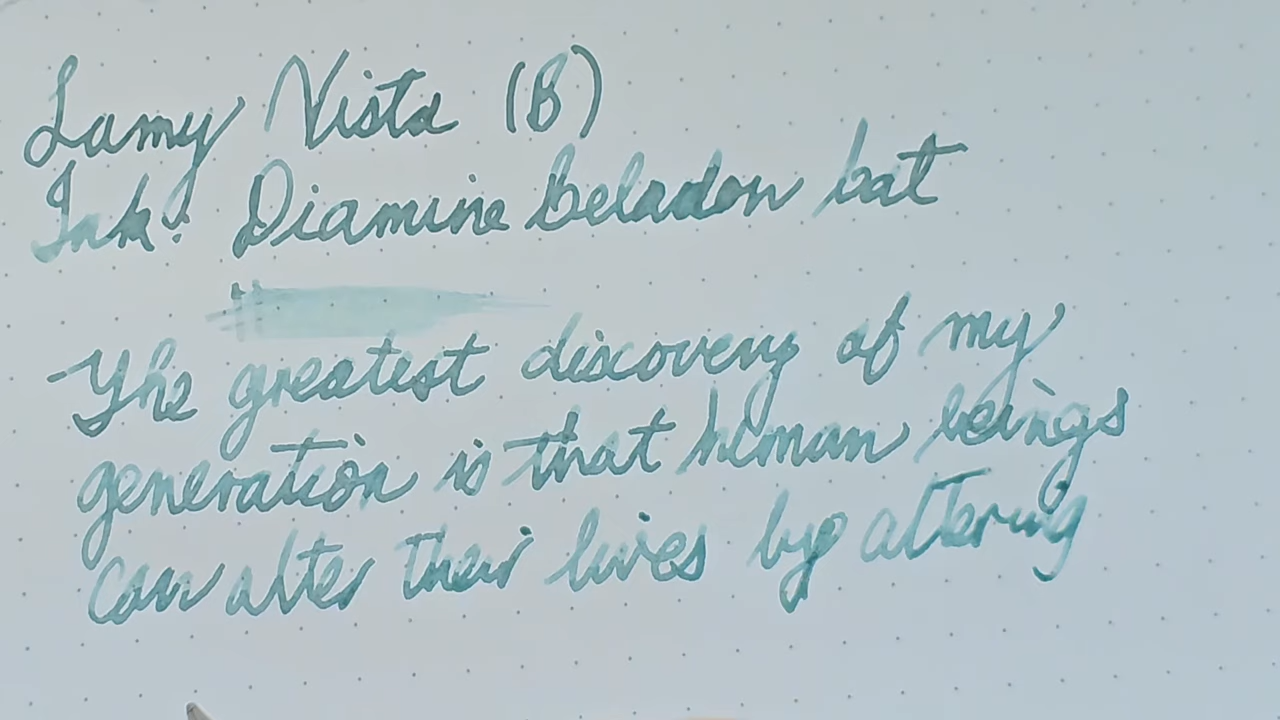 Lamy Vista (B)
Ink: Diamine Beladon bat
The greatest discovery of my
generation is that human beings
can alter their lives by altering